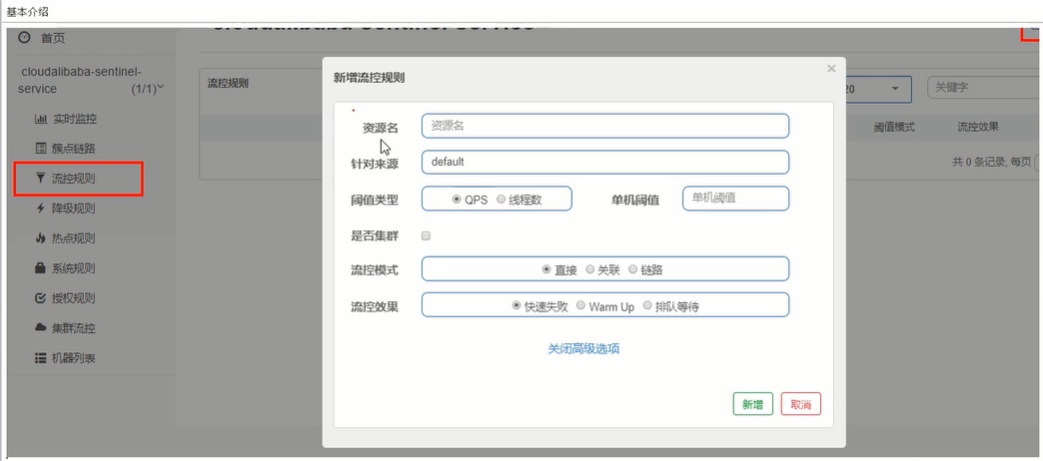 基本介绍
首页
cloudalibaba-sentinel-service (1/1)
实时监控
簇点链路
流控规则
降级规则
热点规则
系统规则
授权规则
集群流控
机器列表
流控规则
20
关键字
阈值模式 流控效果
共 0 条记录, 每页
新增流控规则 ×
资源名 资源名
针对来源 default
阈值类型 QPS 线程数 单机阈值 单机阈值
是否集群
流控模式 直接 关联 链路
流控效果 快速失败 Warm Up 排队等待
关闭高级选项
新增 取消